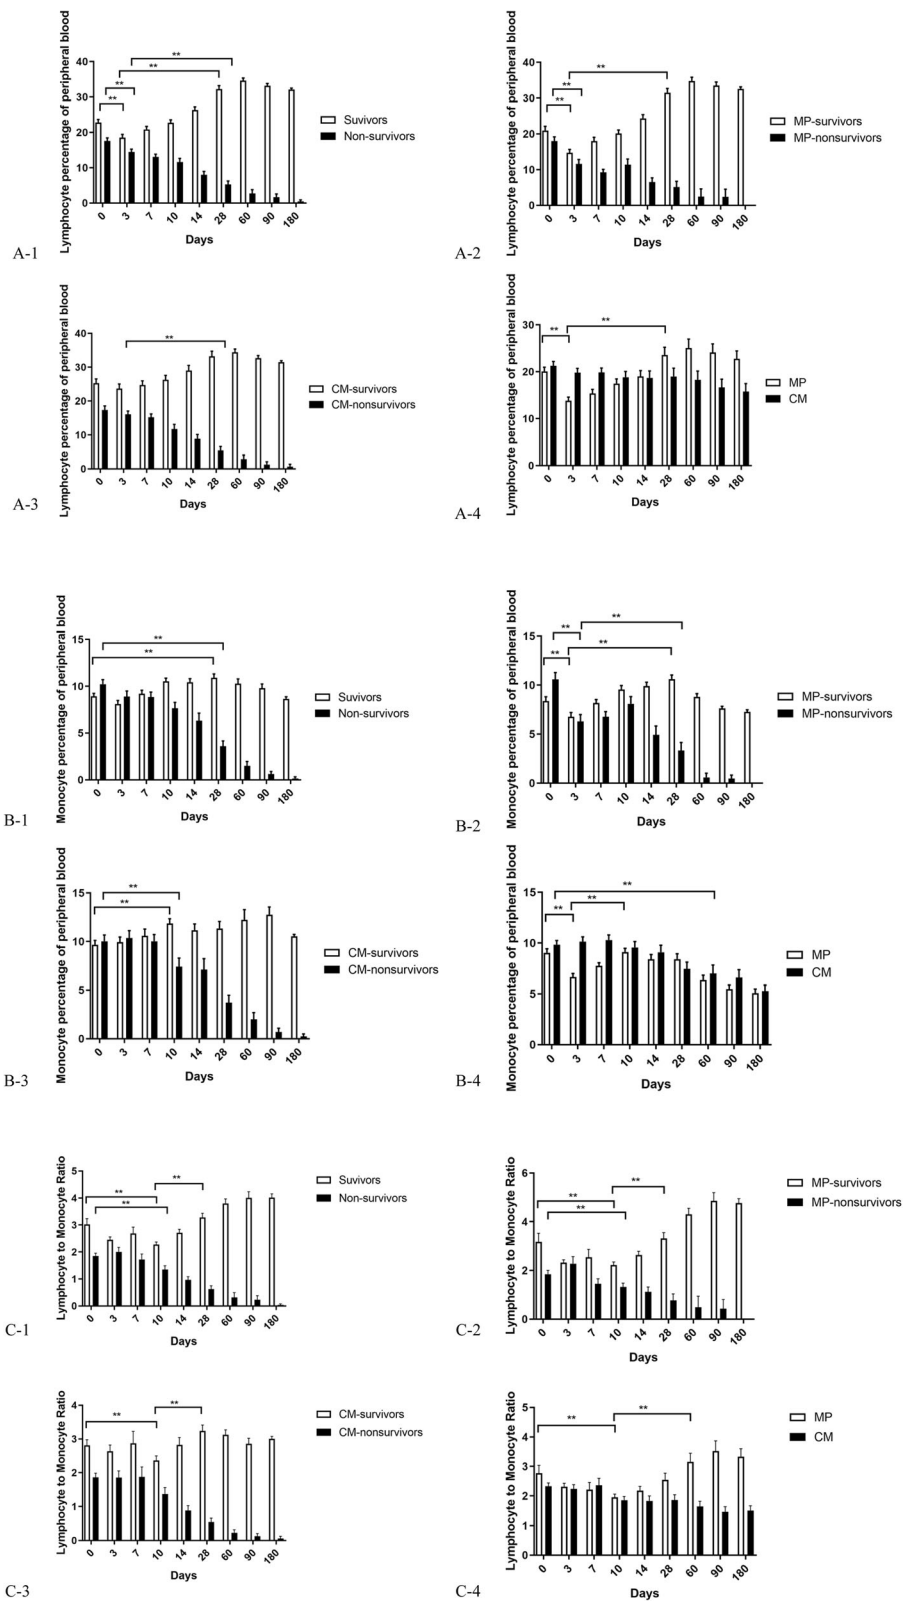 Lymphocyte percentage of peripheral blood
40
30
20
10
0
**
**
**
**
0 3 7 10 14 28 60 90 180
Days
Suvivors
Non-survivors
A-1
Lymphocyte percentage of peripheral blood
40
30
20
10
0
**
**
**
0 3 7 10 14 28 60 90 180
Days
MP-survivors
MP-nonsurvivors
A-2
Lymphocyte percentage of peripheral blood
40
30
20
10
0
**
0 3 7 10 14 28 60 90 180
Days
CM-survivors
CM-nonsurvivors
A-3
Lymphocyte percentage of peripheral blood
30
20
10
0
**
**
0 3 7 10 14 28 60 90 180
Days
MP
CM
A-4
Monocyte percentage of peripheral blood
15
10
5
0
**
**
0 3 7 10 14 28 60 90 180
Days
Suvivors
Non-survivors
B-1
Monocyte percentage of peripheral blood
15
10
5
0
**
**
**
**
0 3 7 10 14 28 60 90 180
Days
MP-survivors
MP-nonsurvivors
B-2
Monocyte percentage of peripheral blood
15
10
5
0
**
**
0 3 7 10 14 28 60 90 180
Days
CM-survivors
CM-nonsurvivors
B-3
Monocyte percentage of peripheral blood
15
10
5
0
**
**
**
0 3 7 10 14 28 60 90 180
Days
MP
CM
B-4
Lymphocyte to Monocyte Ratio
5
4
3
2
1
0
**
**
**
0 3 7 10 14 28 60 90 180
Days
Suvivors
Non-survivors
C-1
Lymphocyte to Monocyte Ratio
6
4
2
0
**
**
**
0 3 7 10 14 28 60 90 180
Days
MP-survivors
MP-nonsurvivors
C-2
Lymphocyte to Monocyte Ratio
4
3
2
1
0
**
**
0 3 7 10 14 28 60 90 180
Days
CM-survivors
CM-nonsurvivors
C-3
Lymphocyte to Monocyte Ratio
5
4
3
2
1
0
**
**
0 3 7 10 14 28 60 90 180
Days
MP
CM
C-4